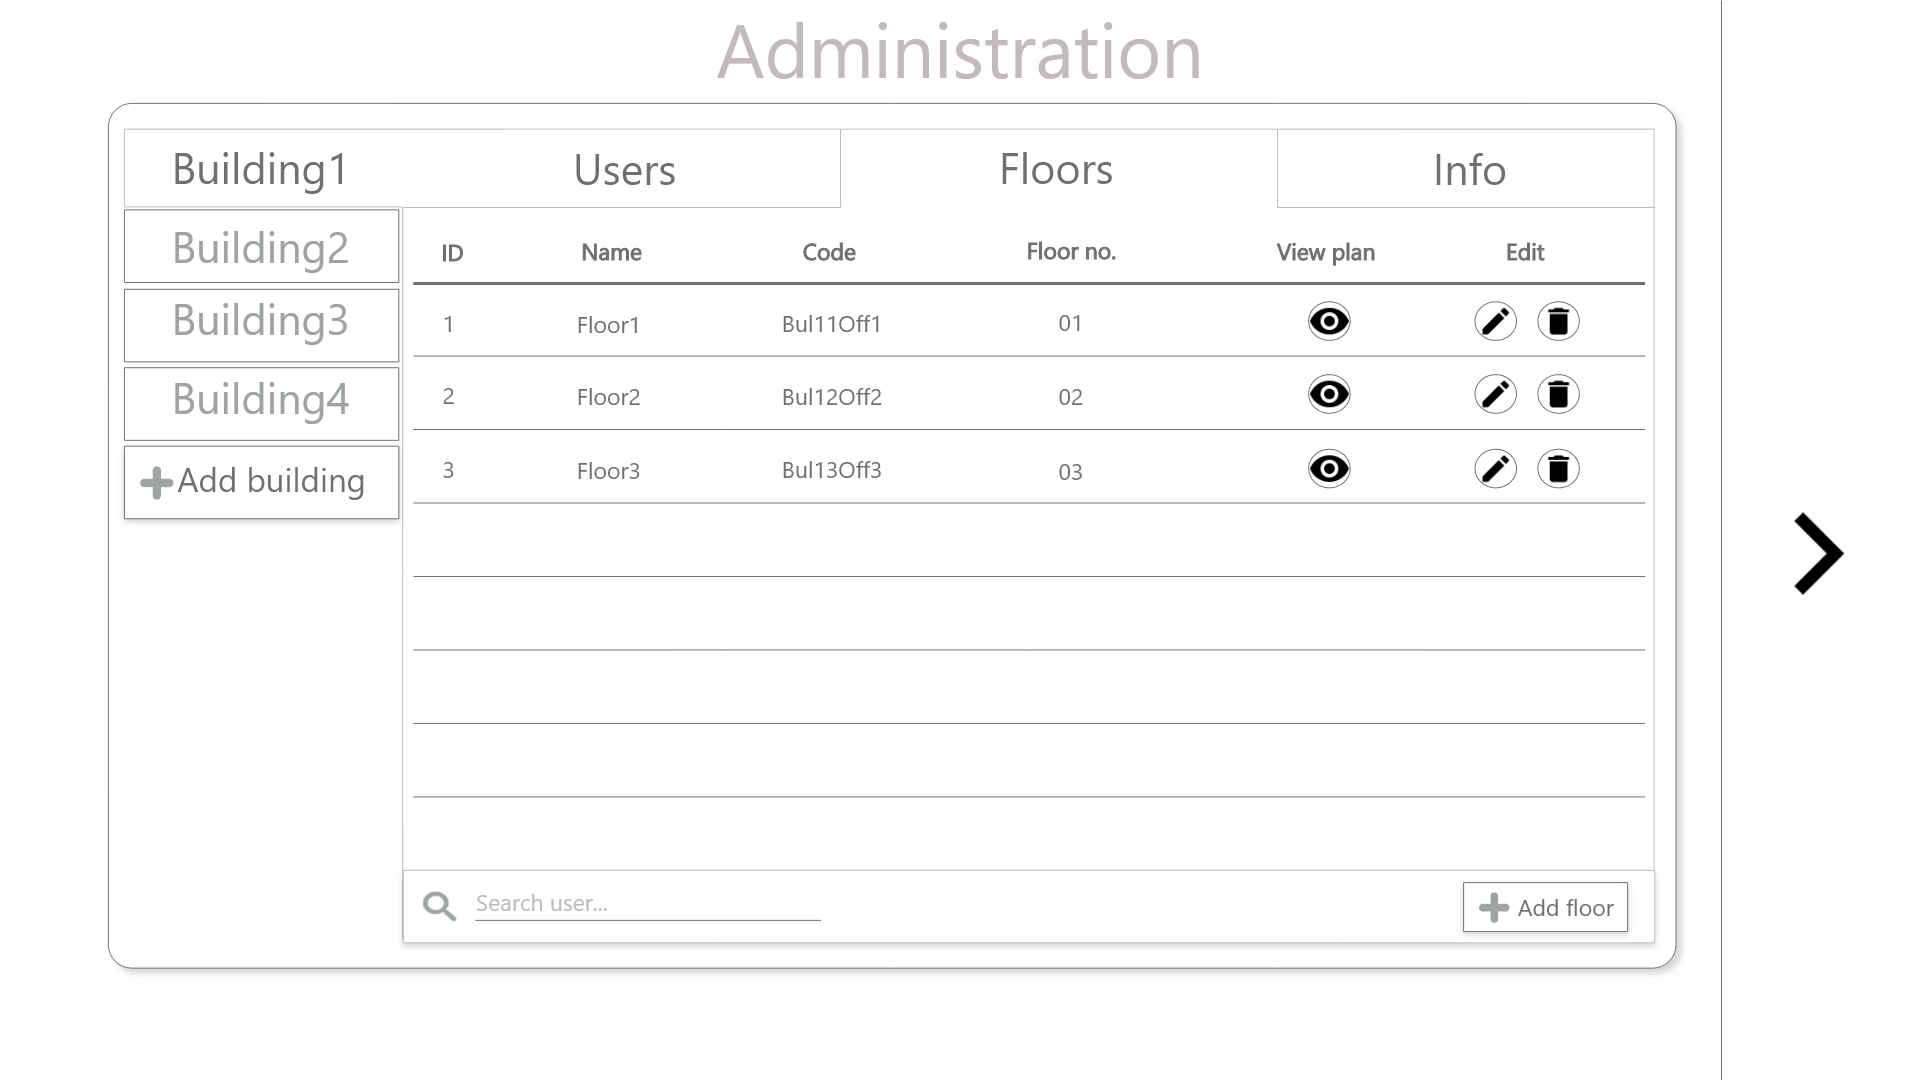 Administration
Building1 Users Floors Info
Building2
Building3
Building4
Add building
ID Name Code Floor no. View plan Edit
1 Floor1 Bul11Off1 01
2 Floor2 Bul12Off2 02
3 Floor3 Bul13Off3 03
Search user...
Add floor